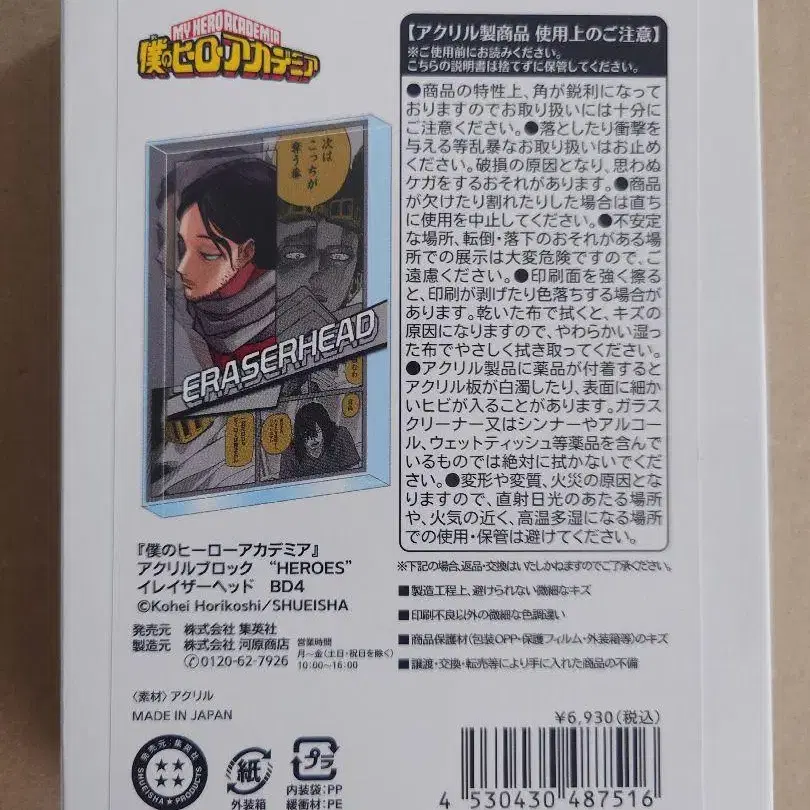 MY HERO ACADEMIA
僕のヒーローアカデミア
次は
こっちが
奪う番
ERASERHEAD
『僕のヒーローアカデミア』
アクリルブロック “HEROES”
イレイザーヘッド BD4
©Kohei Horikoshi/SHUEISHA
発売元 株式会社 集英社
製造元 株式会社 河原商店
0120-62-7926
営業時間
月～金(土日・祝日を除く)
10:00～16:00
〈素材〉アクリル
MADE IN JAPAN
発売元:集英社
SHUEISHA PRODUCTS
紙
外装箱
プラ
内装袋:PP
緩衝材:PE
【アクリル製商品 使用上のご注意】
※ご使用前にお読みください。
こちらの説明書は捨てずに保管してください。
●商品の特性上、角が鋭利になって
おりますのでお取り扱いには十分に
ご注意ください。●落としたり衝撃を
与える等乱暴なお取り扱いはお止め
ください。破損の原因となり、思わぬ
ケガをするおそれがあります。●商品
が欠けたり割れたりした場合は直ち
に使用を中止してください。●不安定
な場所、転倒・落下のおそれがある場
所での展示は大変危険ですので、ご
遠慮ください。●印刷面を強く擦る
と、印刷が剥げたり色落ちする場合が
あります。乾いた布で拭くと、キズの
原因になりますので、やわらかい湿っ
た布でやさしく拭き取ってください。
●アクリル製品に薬品が付着すると
アクリル板が白濁したり、表面に細か
いヒビが入ることがあります。ガラス
クリーナー又はシンナーやアルコー
ル、ウェットティッシュ等薬品を含んで
いるものでは絶対に拭かないでくだ
さい。●変形や変質、火災の原因とな
りますので、直射日光のあたる場所
や、火気の近く、高温多湿になる場所
での使用・保管は避けてください。
※下記の場合、返品・交換はいたしかねますのでご了承ください。
■製造工程上、避けられない微細なキズ
■印刷不良以外の微細な色調違い
■商品保護材(包装OPP・保護フィルム・外装箱等)のキズ
■譲渡・交換・転売等により手に入れた商品の不備
¥6,930(税込)
4 530430 487516